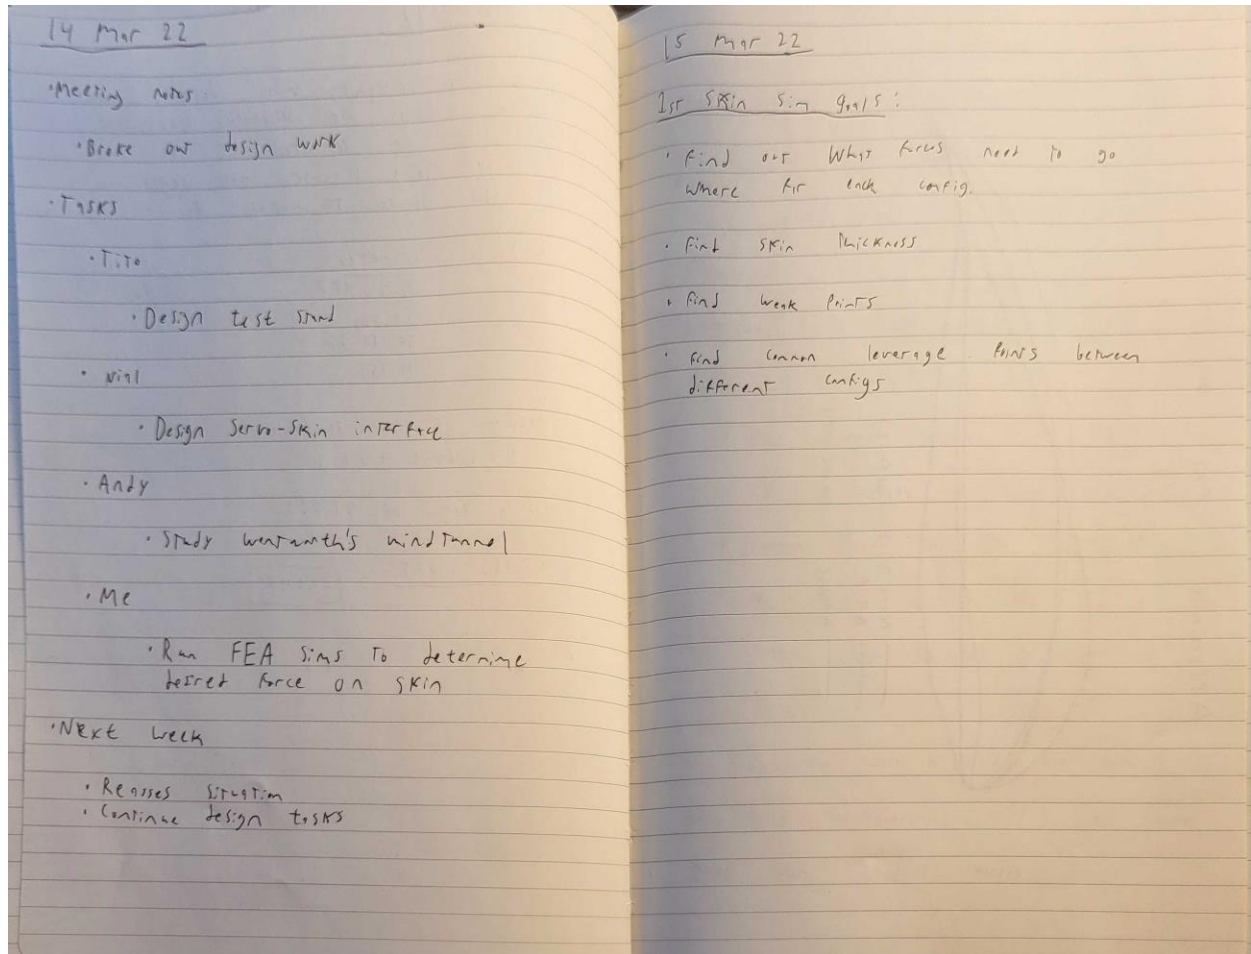 14 Mar 22
• Meeting notes
• Broke out design work
• Tasks
• Tito
• Design test stand
• Nial
• Design servo-skin interface
• Andy
• Study wentworth's wind tunnel
• Me
• Run FEA sims to determine
desired force on skin
• Next week
• Reasses situation
• Continue design tasks
15 Mar 22
1st skin sim goals:
• Find out what forces need to go
where for each config.
• Find skin thickness
• Find weak points
• Find common leverage points between
different configs